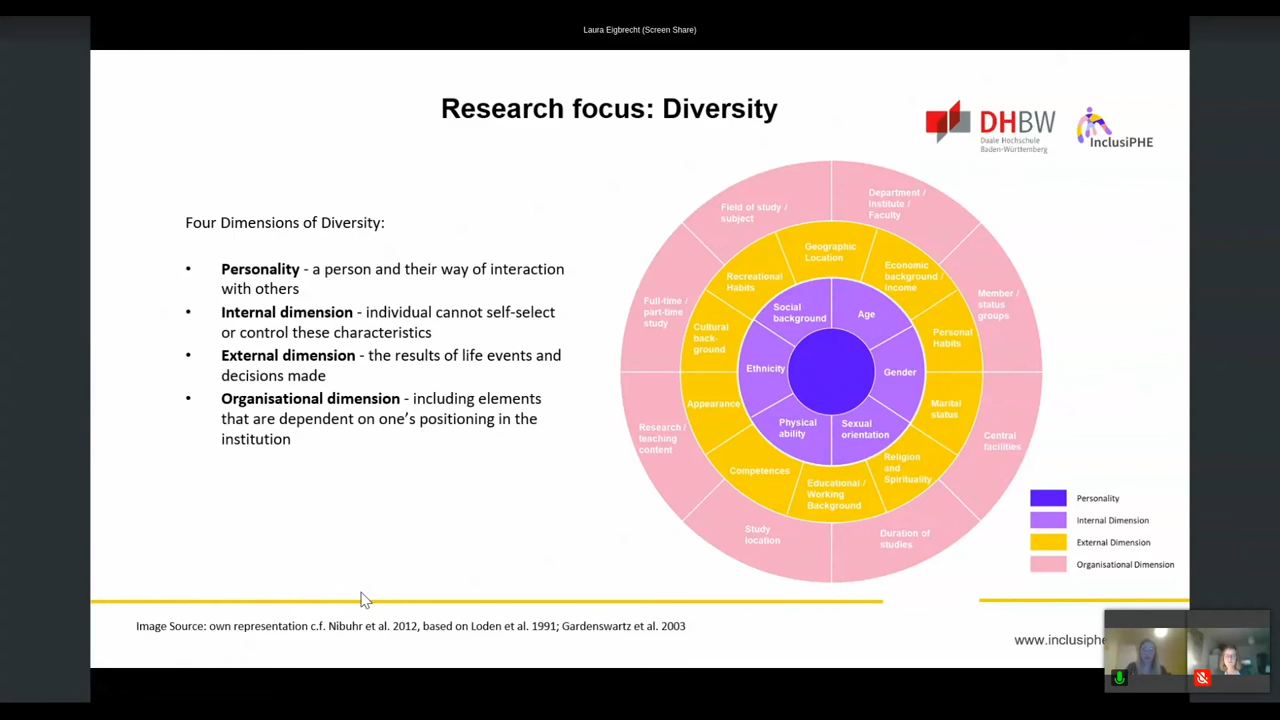 Laura Eigbrecht (Screen Share)
Research focus: Diversity
DHBW
Duale Hochschule
Baden-Württemberg
InclusiPHE
Four Dimensions of Diversity:
• Personality - a person and their way of interaction
with others
• Internal dimension - individual cannot self-select
or control these characteristics
• External dimension - the results of life events and
decisions made
• Organisational dimension - including elements
that are dependent on one's positioning in the
institution
Field of study /
subject
Department /
Institute /
Faculty
Member /
status
groups
Central
facilities
Duration of
studies
Study
location
Research /
teaching
content
Full-time /
part-time
study
Geographic
Location
Economic
background /
Income
Personal
Habits
Marital
status
Religion
and
Spirituality
Educational /
Working
Background
Competences
Appearance
Cultural
back-
ground
Recreational
Habits
Social
background
Age
Gender
Sexual
orientation
Physical
ability
Ethnicity
Personality
Internal Dimension
External Dimension
Organisational Dimension
Image Source: own representation c.f. Nibuhr et al. 2012, based on Loden et al. 1991; Gardenswartz et al. 2003
www.inclusiphe